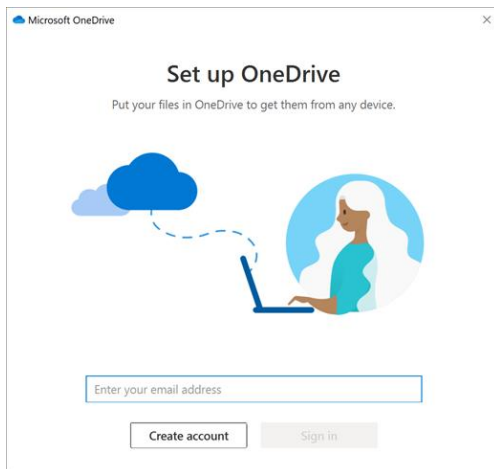 Microsoft OneDrive
Set up OneDrive
Put your files in OneDrive to get them from any device.
Enter your email address
Create account
Sign in